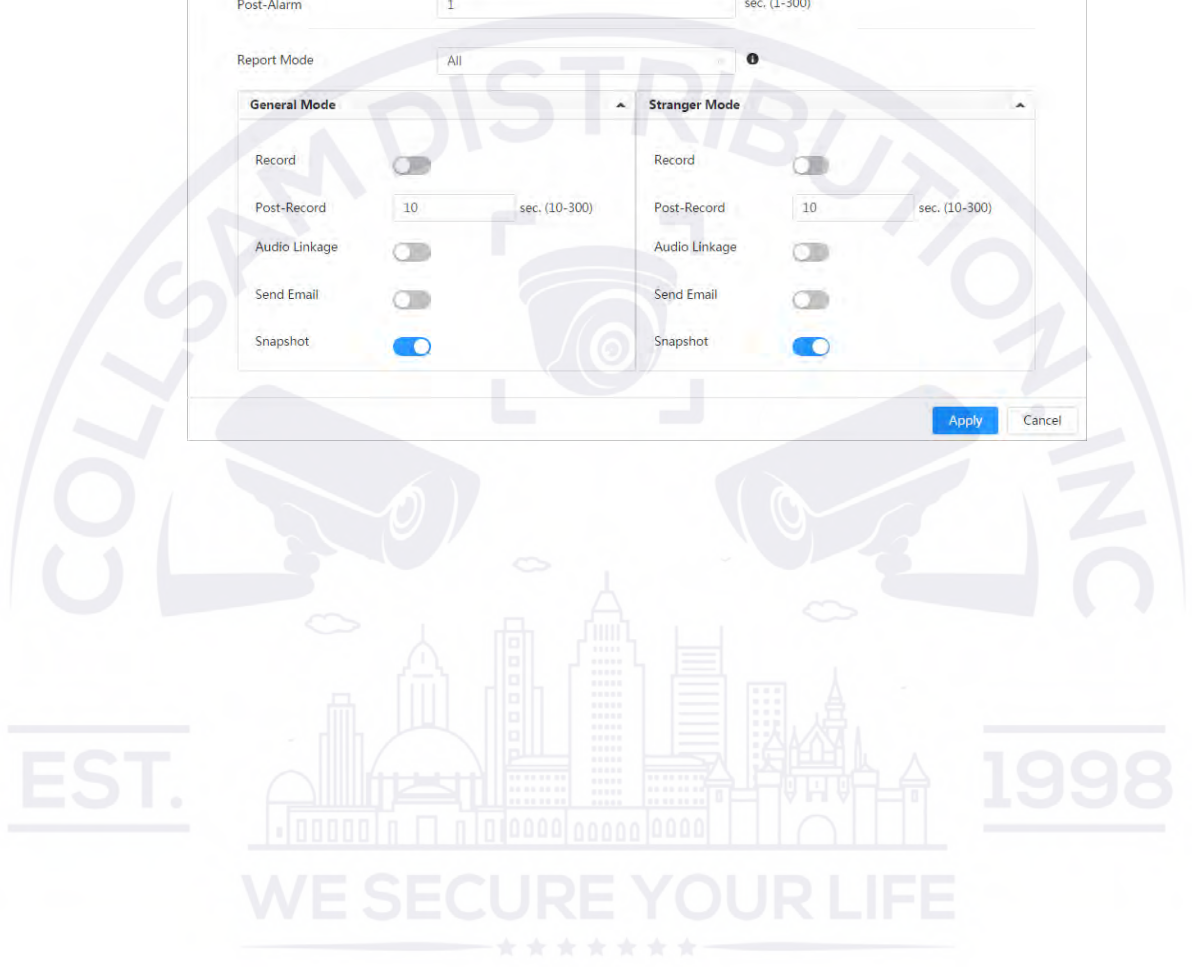 Post-Alarm 1 sec. (1-300)
Report Mode All
General Mode Stranger Mode
Record Record
Post-Record 10 sec. (10-300) Post-Record 10 sec. (10-300)
Audio Linkage Audio Linkage
Send Email Send Email
Snapshot Snapshot
Apply Cancel
COLLSAM DISTRIBUTION, INC
EST. 1998
WE SECURE YOUR LIFE